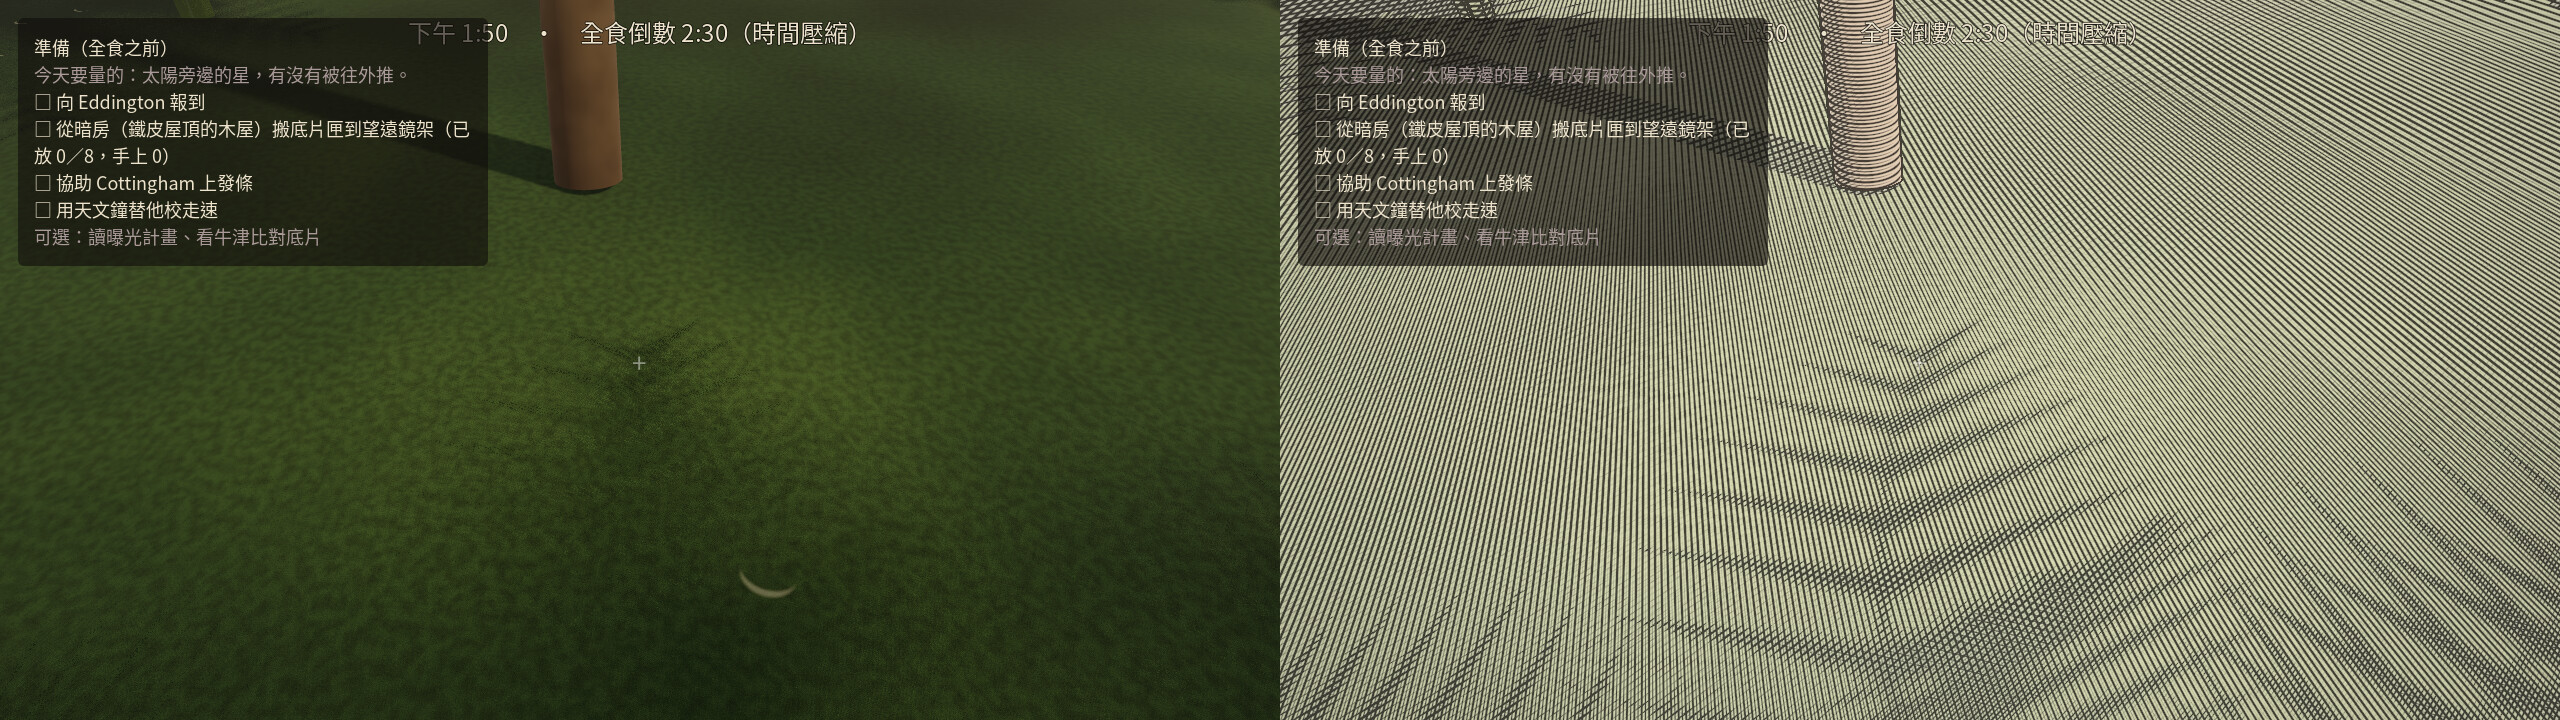 下午 1:50 • 全食倒數 2:30（時間壓縮）
準備（全食之前）
今天要量的：太陽旁邊的星，有沒有被往外推。
□ 向 Eddington 報到
□ 從暗房（鐵皮屋頂的木屋）搬底片匣到望遠鏡架（已
放 0／8，手上 0）
□ 協助 Cottingham 上發條
□ 用天文鐘替他校走速
可選：讀曝光計畫、看牛津比對底片
下午 1:50 • 全食倒數 2:30（時間壓縮）
準備（全食之前）
今天要量的：太陽旁邊的星，有沒有被往外推。
□ 向 Eddington 報到
□ 從暗房（鐵皮屋頂的木屋）搬底片匣到望遠鏡架（已
放 0／8，手上 0）
□ 協助 Cottingham 上發條
□ 用天文鐘替他校走速
可選：讀曝光計畫、看牛津比對底片